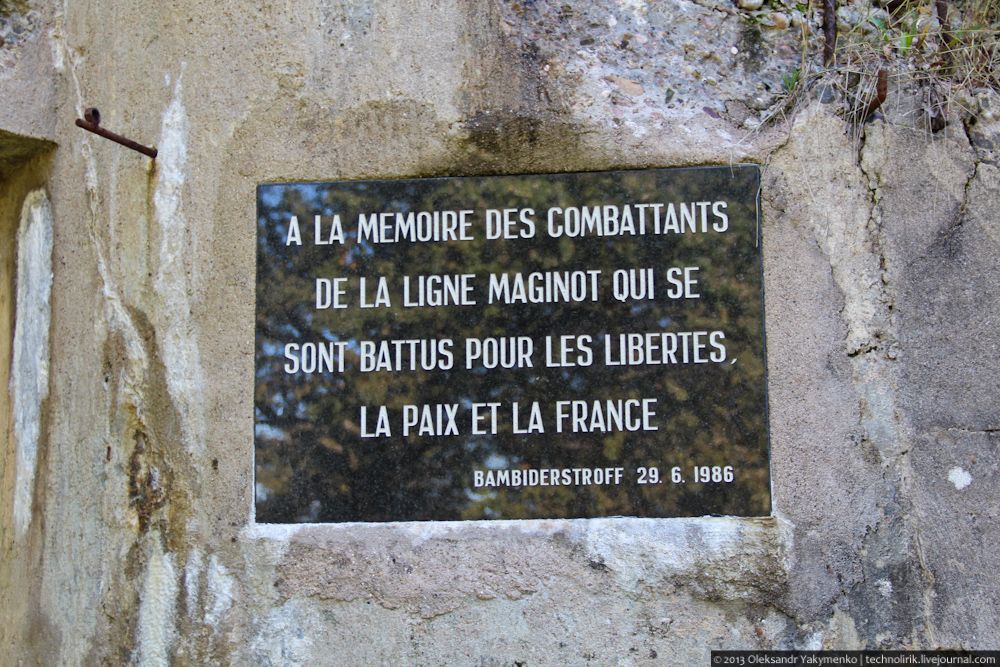 A LA MEMOIRE DES COMBATTANTS
DE LA LIGNE MAGINOT QUI SE
SONT BATTUS POUR LES LIBERTES,
LA PAIX ET LA FRANCE
BAMBIDERSTROFF 29. 6. 1986
© 2013 Oleksandr Yakymenko | technolirik.livejournal.com